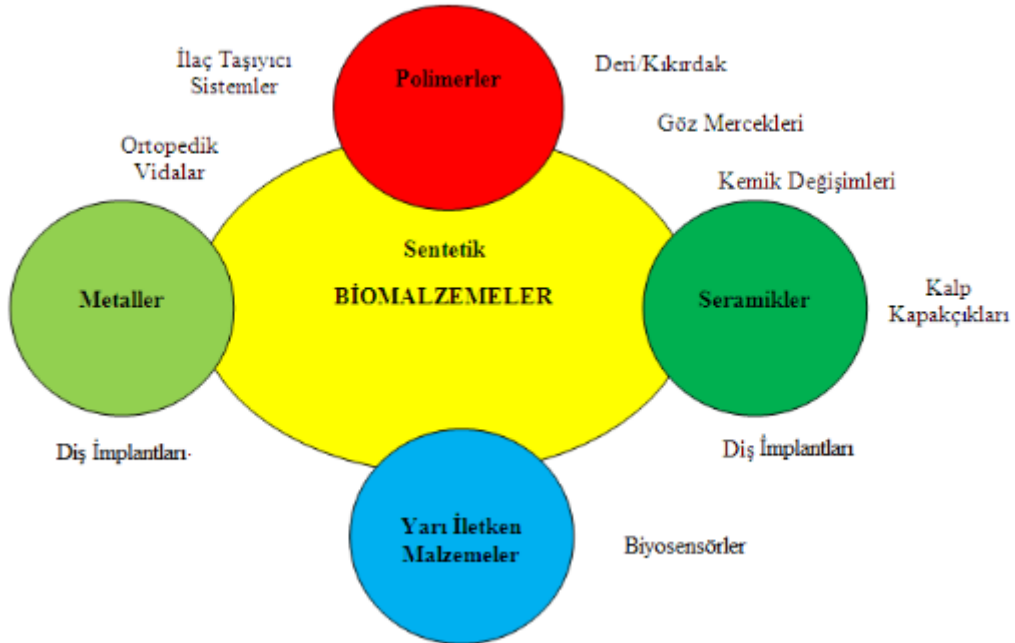 İlaç Taşıyıcı
Sistemler
Polimerler
Deri/Kıkırdak
Göz Mercekleri
Ortopedik
Vidalar
Kemik Değişimleri
Sentetik
BİOMALZEMELER
Metaller
Seramikler
Kalp
Kapakçıkları
Diş İmplantları
Diş İmplantları
Yarı İletken
Malzemeler
Biyosensörler